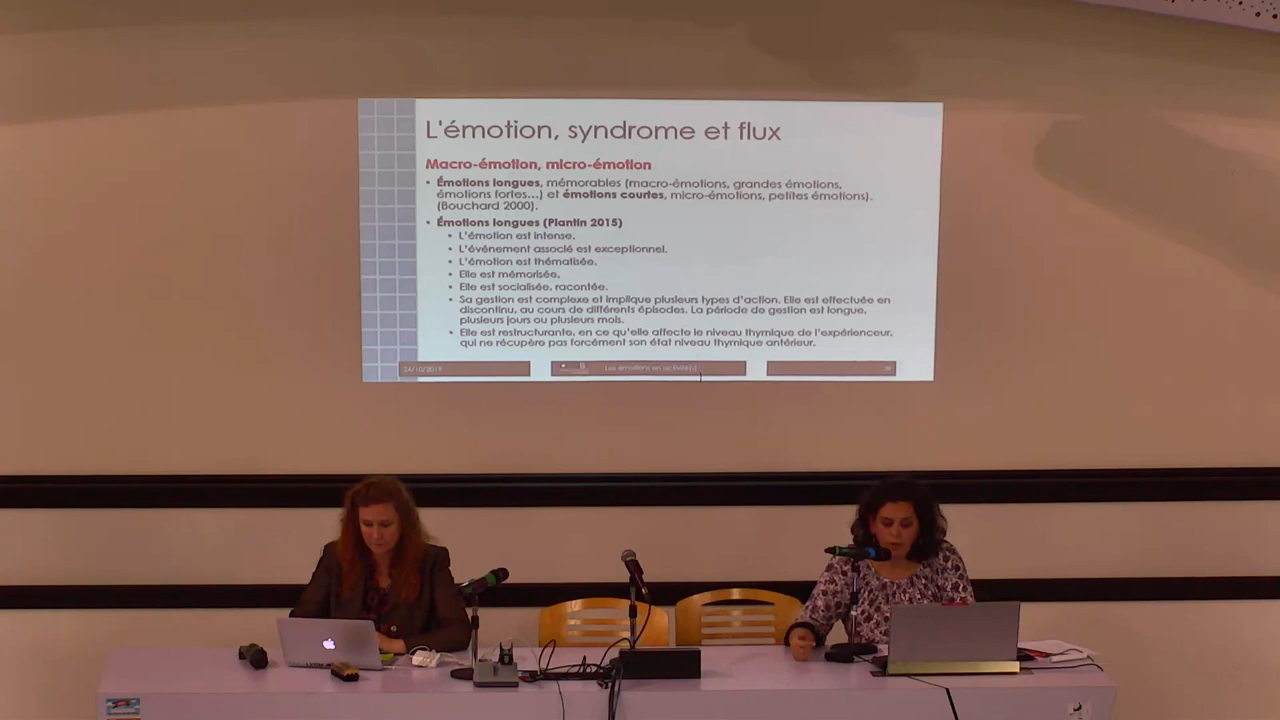 L'émotion, syndrome et flux
Macro-émotion, micro-émotion
• Émotions longues, mémorables (macro-émotions, grandes émotions,
émotions fortes...) et émotions courtes, micro-émotions, petites émotions).
(Bouchard 2000).
• Émotions longues (Plantin 2015)
• L'émotion est intense.
• L'événement associé est exceptionnel.
• L'émotion est thématisée.
• Elle est mémorisée.
• Elle est socialisée, racontée.
• Sa gestion est complexe et implique plusieurs types d'action. Elle est effectuée en
discontinu, au cours de différents épisodes. La période de gestion est longue,
plusieurs jours ou plusieurs mois.
• Elle est restructurante, en ce qu'elle affecte le niveau thymique de l'expérienceur,
qui ne récupère pas forcément son état niveau thymique antérieur.
24/10/2019
Les émotions en